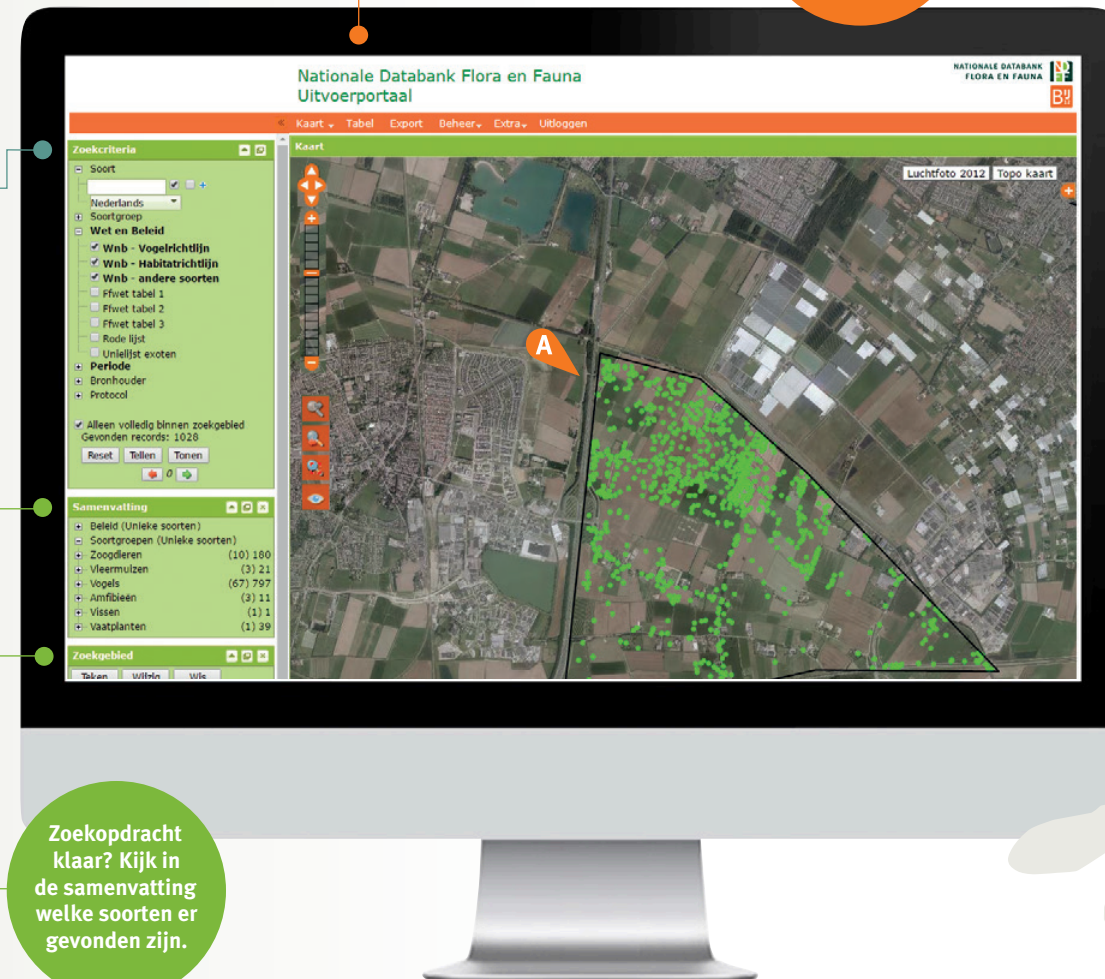 Nationale Databank Flora en Fauna
Uitvoerportaal
NATIONALE DATABANK
FLORA EN FAUNA
« Kaart Tabel Export Beheer Extra Uitloggen
Zoekcriteria
Soort
Nederlands
Soortgroep
Wet en Beleid
Wnb - Vogelrichtlijn
Wnb - Habitatrichtlijn
Wnb - andere soorten
Ffwet tabel 1
Ffwet tabel 2
Ffwet tabel 3
Rode lijst
Unielijst exoten
Periode
Bronhouder
Protocol
Alleen volledig binnen zoekgebied
Gevonden records: 1028
Reset Tellen Tonen
0
Samenvatting
Beleid (Unieke soorten)
Soortgroepen (Unieke soorten)
Zoogdieren (10) 180
Vleermuizen (3) 21
Vogels (67) 797
Amfibieën (3) 11
Vissen (1) 1
Vaatplanten (1) 39
Zoekgebied
Teken Wijzig Wis
Kaart
Luchtfoto 2012 Topo kaart
A
Zoekopdracht
klaar? Kijk in
de samenvatting
welke soorten er
gevonden zijn.